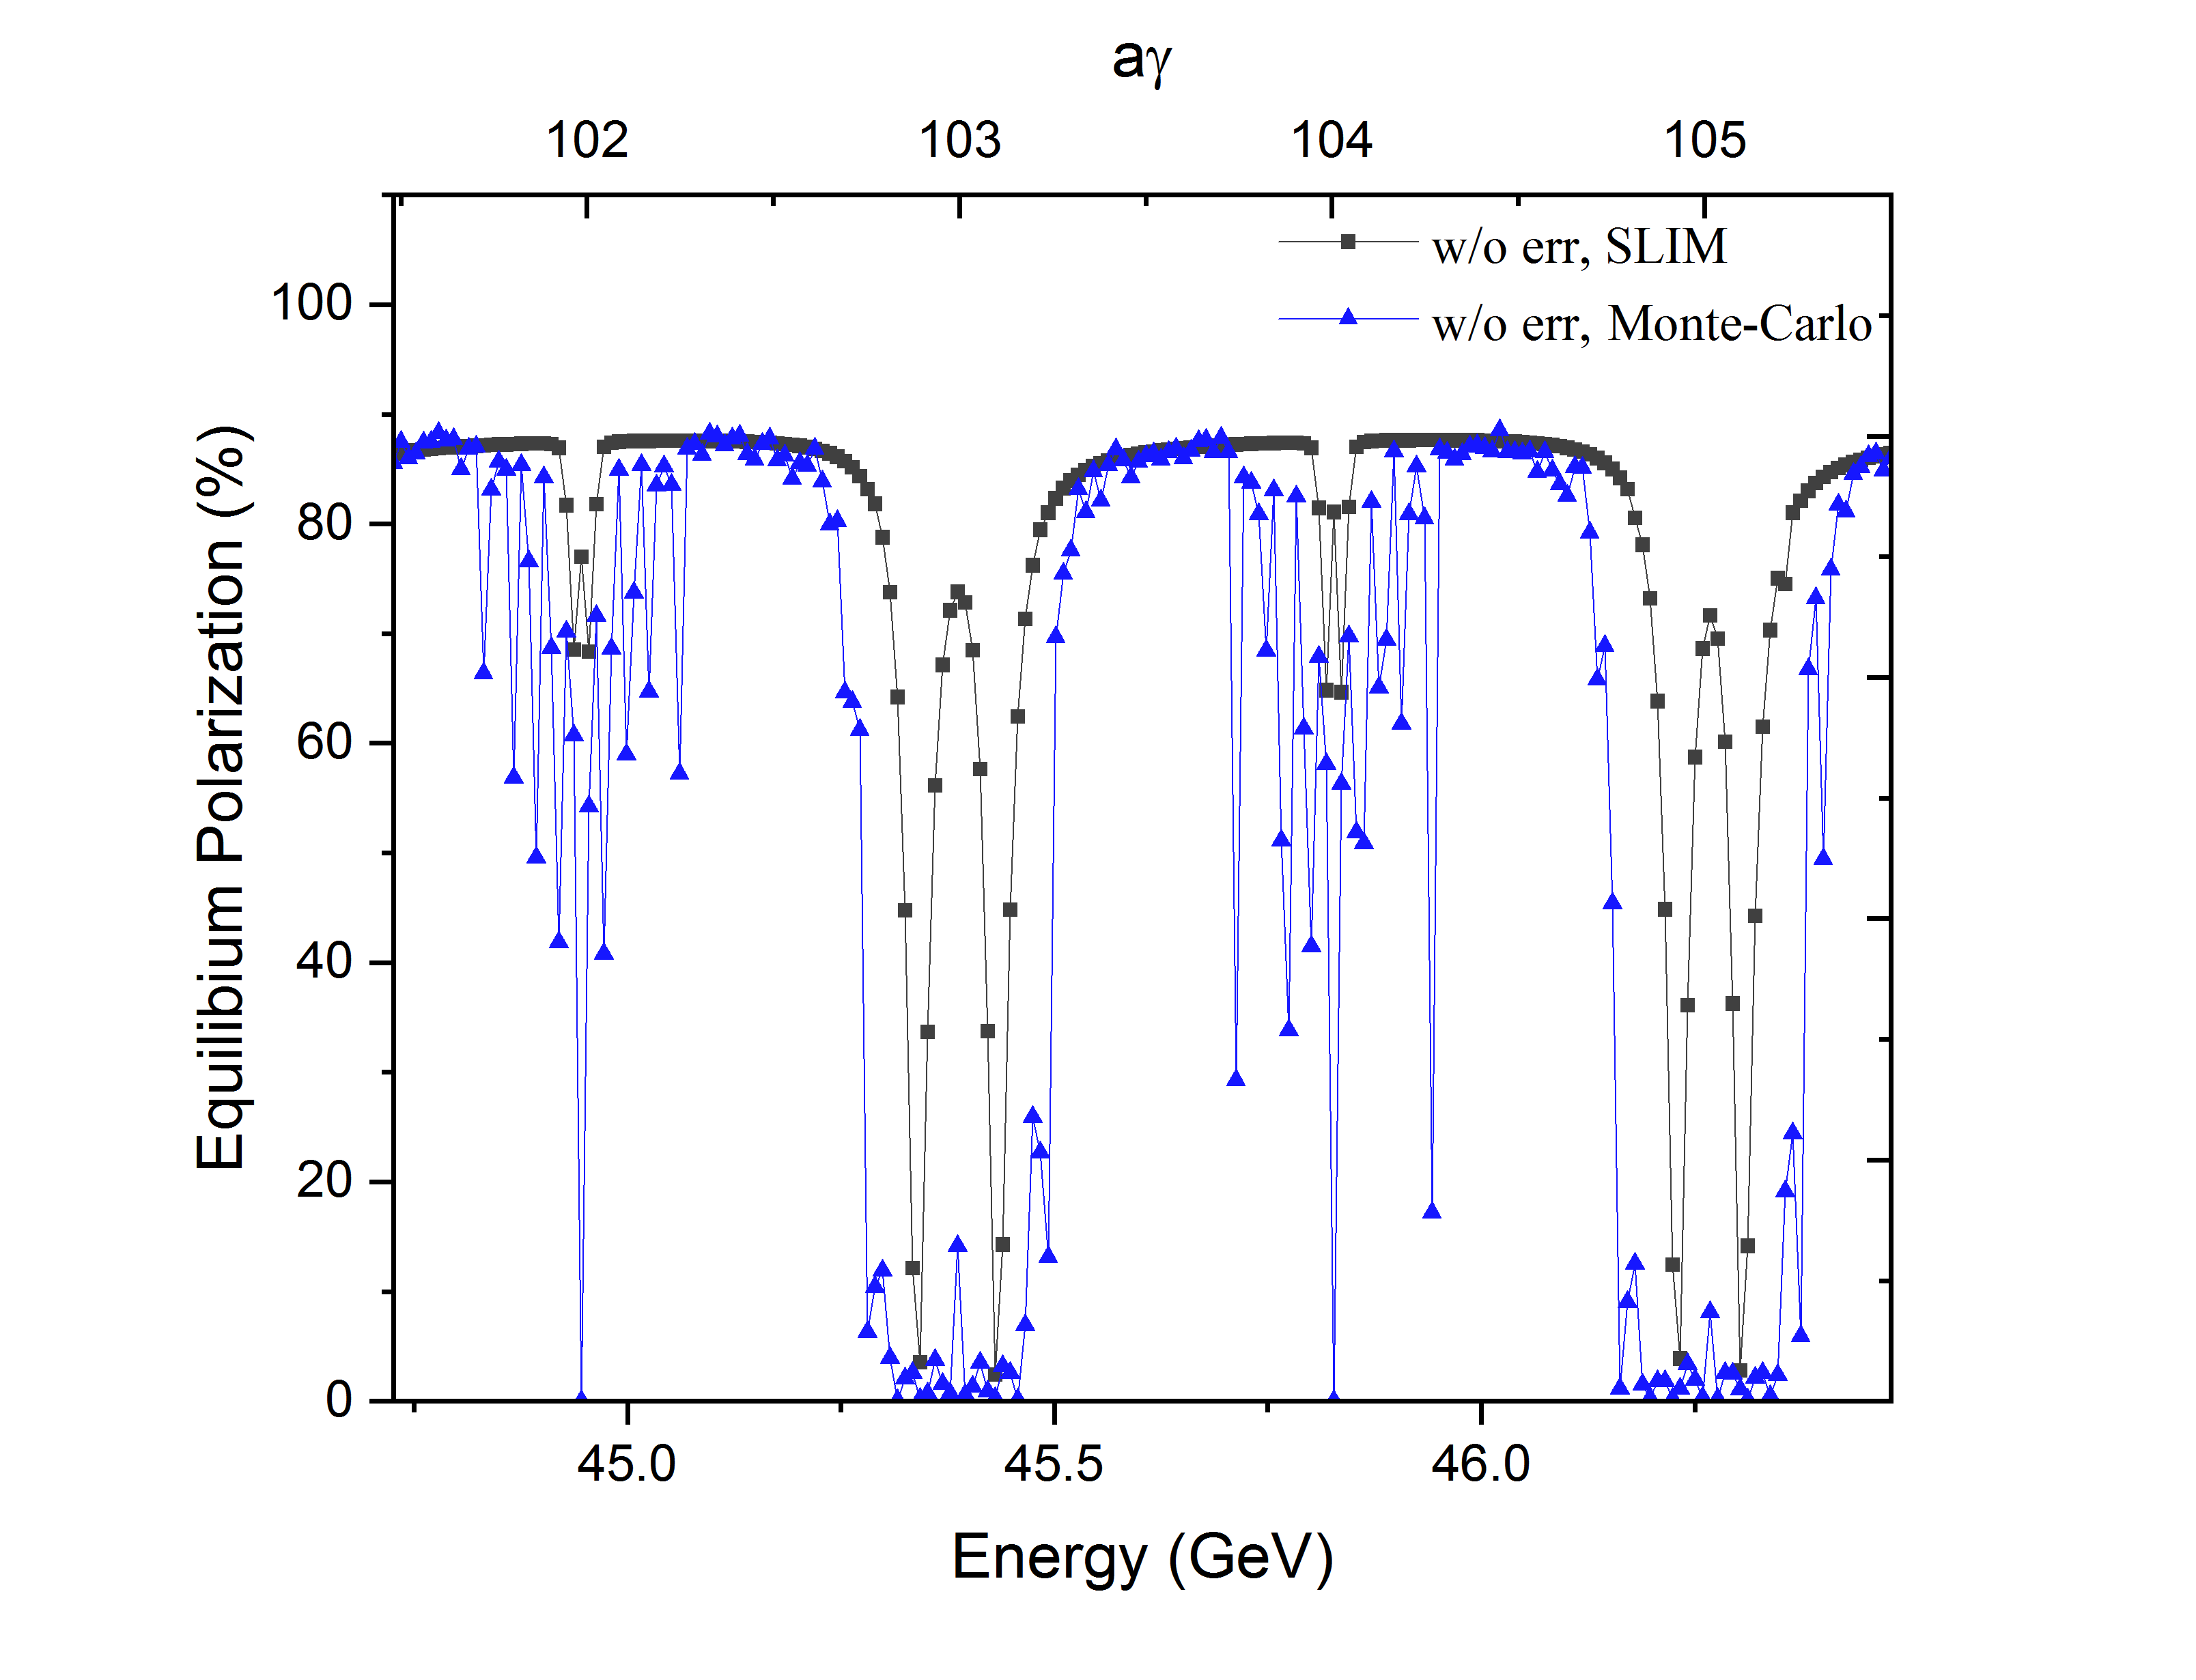 aγ
102 103 104 105
w/o err, SLIM
w/o err, Monte-Carlo
Equilibium Polarization (%)
100
80
60
40
20
0
45.0 45.5 46.0
Energy (GeV)